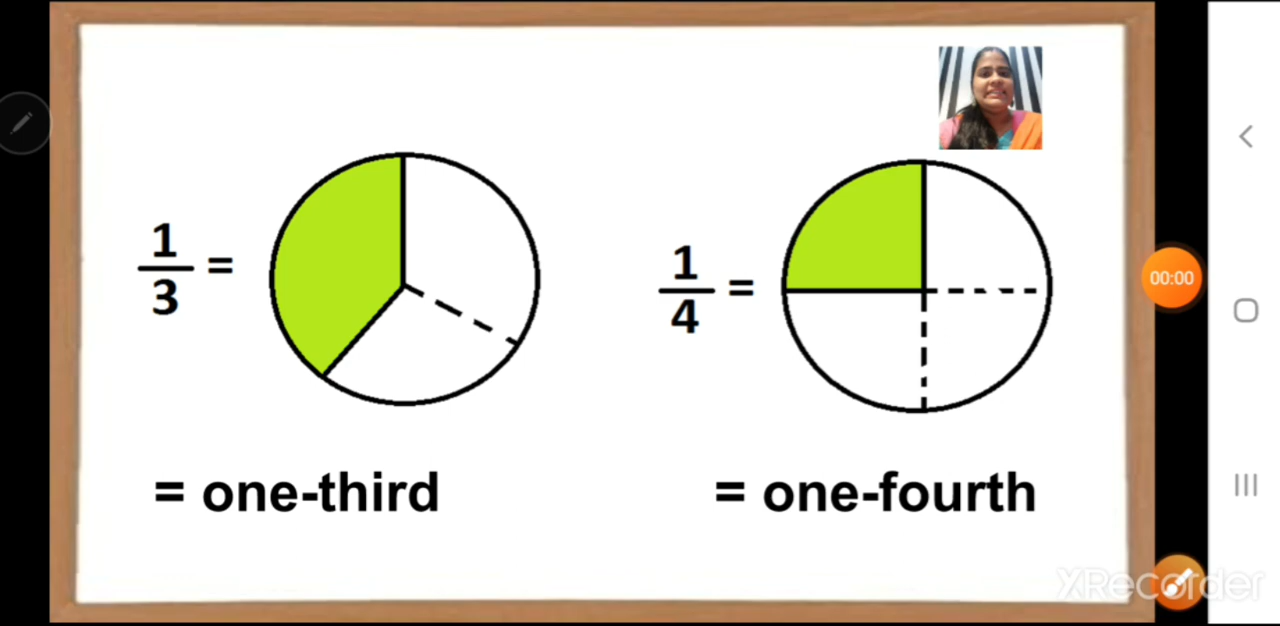 1/3 =
1/4 =
= one-third
= one-fourth
00:00
XRecorder